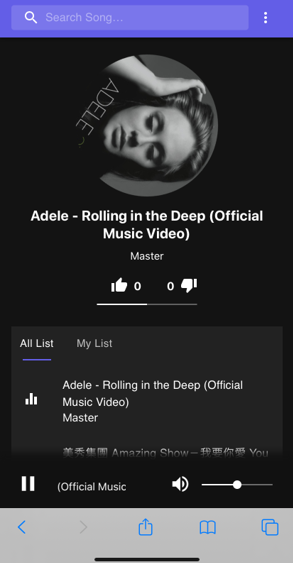 Search Song...
ADELE
Adele - Rolling in the Deep (Official
Music Video)
Master
0
0
All List
My List
Adele - Rolling in the Deep (Official
Music Video)
Master
美秀集團 Amazing Show－我要你愛 You
(Official Music